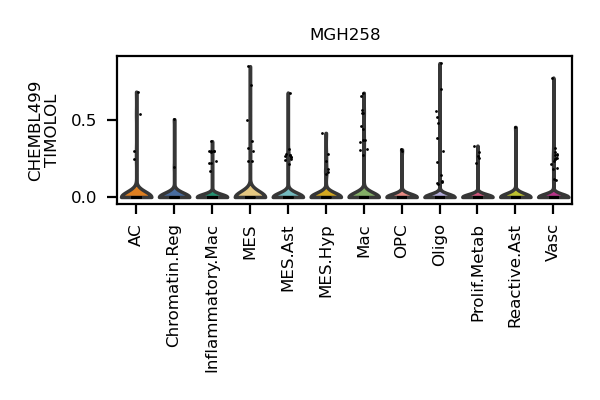 MGH258
CHEMBL499
TIMOLOL
0.5
0.0
AC
Chromatin.Reg
Inflammatory.Mac
MES
MES.Ast
MES.Hyp
Mac
OPC
Oligo
Prolif.Metab
Reactive.Ast
Vasc